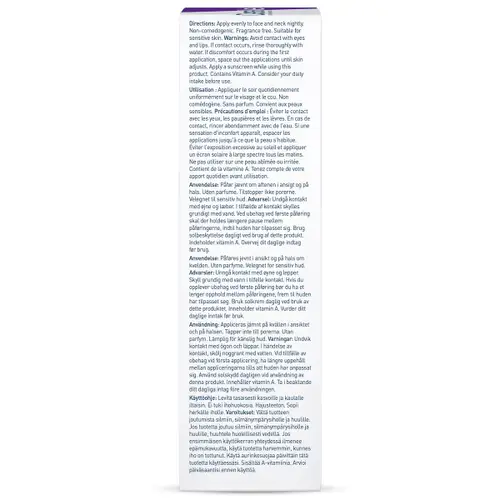 Directions: Apply evenly to face and neck nightly.
Non-comedogenic. Fragrance free. Suitable for
sensitive skin. Warnings: Avoid contact with eyes
and lips. If contact occurs, rinse thoroughly with
water. If discomfort occurs during the first
application, space out the applications until skin
adjusts. Apply a sunscreen while using this
product. Contains Vitamin A. Consider your daily
intake before use.
Utilisation : Appliquer le soir quotidiennement
uniformément sur le visage et le cou. Non
comédogène. Sans parfum. Convient aux peaux
sensibles. Précautions d'emploi : Éviter le contact
avec les yeux, les paupières et les lèvres. En cas de
contact, rincer abondamment avec de l'eau. Si une
sensation d'inconfort apparaît, espacer les
applications jusqu'à ce que la peau s'habitue.
Éviter l'exposition excessive au soleil et appliquer
un écran solaire à large spectre tous les matins.
Ne pas utiliser sur une peau abîmée ou irritée.
Contient de la vitamine A: Tenez compte de votre
apport quotidien avant utilisation.
Anvendelse: Påfør jævnt om aftenen i ansigt og på
hals. Uden parfume. Tilstopper ikke porerne.
Velegnet til sensitiv hud. Advarsel: Undgå kontakt
med øjne og læber. I tilfælde af kontakt skylles
grundigt med vand. Ved ubehag ved første påføring
skal der holdes længere pause mellem
påføringerne, indtil huden har tilpasset sig. Brug
solbeskyttelse dagligt ved brug af dette produkt.
Indeholder vitamin A. Overvej dit daglige indtag
før brug.
Anvendelse: Påføres jevnt i ansikt og på hals om
kvelden. Uten parfyme. Velegnet for sensitiv hud.
Advarsler: Unngå kontakt med øyne og lepper.
Skyll grundig med vann i tilfelle kontakt. Hvis du
opplever ubehag ved første påføring bør du ha et
lenger opphold mellom påføringene, frem til huden
har tilpasset seg. Bruk solkrem daglig ved bruk av
dette produktet. Inneholder vitamin A. Vurder ditt
daglige inntak før bruk.
Användning: Appliceras jämnt på kvällen i ansiktet
och på halsen. Täpper inte till porerna. Utan
parfym. Lämplig för känslig hud. Varningar: Undvik
kontakt med ögon och läppar. I händelse av
kontakt, skölj noggrant med vatten. Vid tillfälle av
obehag vid första applicering, ha längre uppehåll
mellan appliceringarna tills att huden har anpassat
sig. Använd solskydd dagligen vid användning av
denna produkt. Innehåller vitamin A. Ta i beaktande
ditt dagliga intag före användningen.
Käyttöohje: Levitä tasaisesti kasvoille ja kaulalle
iltaisin. Ei tuki ihohuokosia. Hajusteeton. Sopii
herkälle iholle. Varoitukset: Vältä tuotteen
joutumista silmiin, silmänympärysiholle ja huulille.
Jos tuotetta joutuu silmiin, silmänympärysiholle ja
huulille, huuhtele huolellisesti vedellä. Jos
ensimmäisen käyttökerran yhteydessä ilmenee
epämukavuutta, käytä tuotetta harvemmin, kunnes
iho on tottunut. Käytä aurinkosuojaa päivittäin tätä
tuotetta käyttäessäsi. Sisältää A-vitamiinia. Arvioi
päiväsaantisi ennen käyttöä.